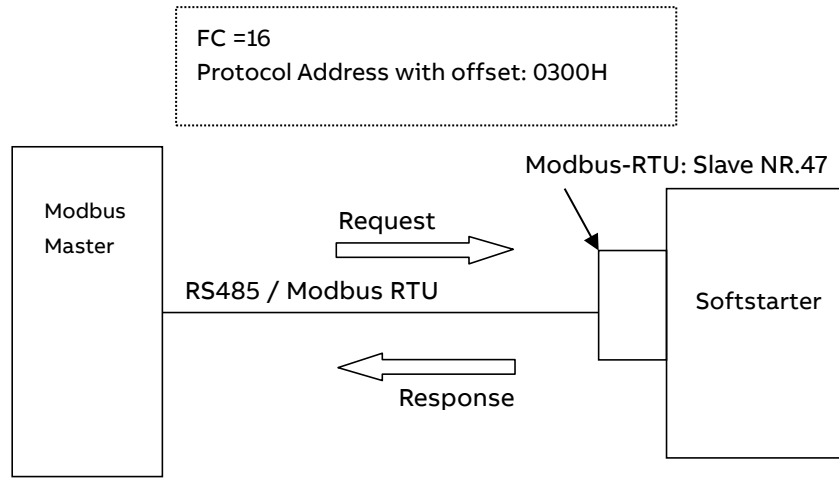 FC =16
Protocol Address with offset: 0300H
Modbus-RTU: Slave NR.47
Modbus
Master
Request
RS485 / Modbus RTU
Softstarter
Response